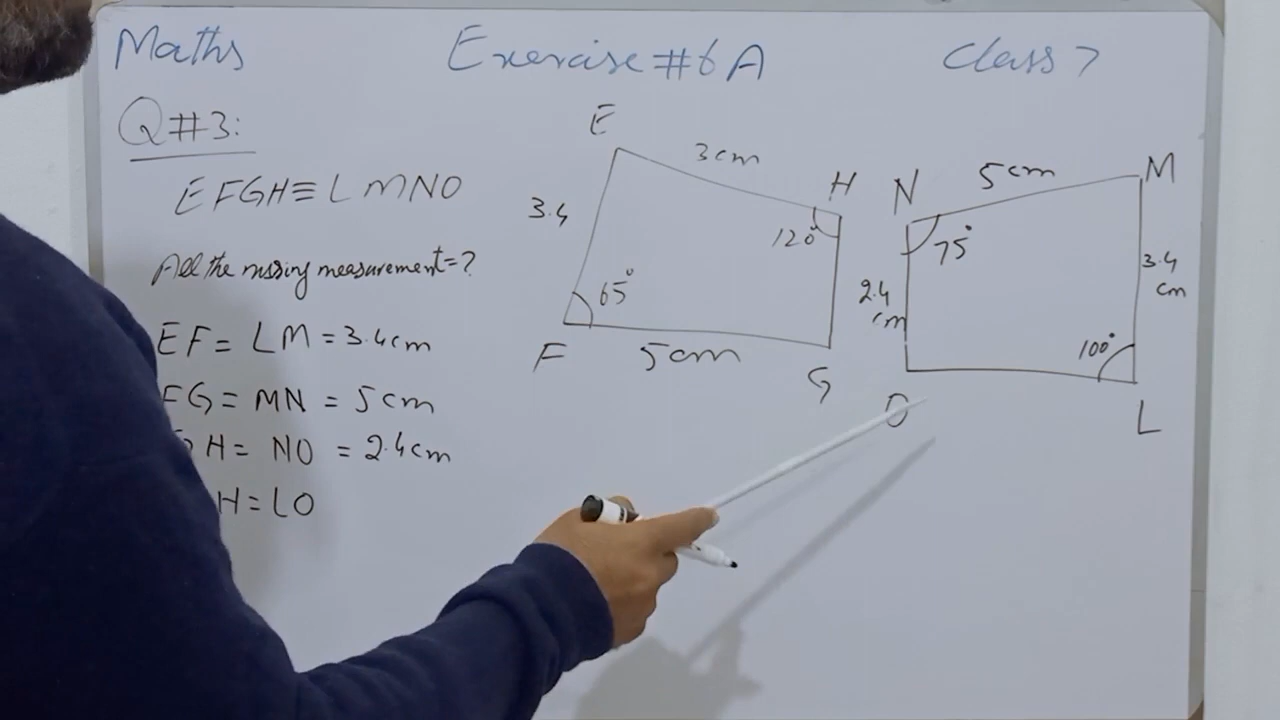 Maths Exercise #6A Class 7
Q#3:
EFGH≡LMNO
All the missing measurement=?
EF= LM = 3.4cm
FG = MN = 5cm
H= NO = 2.4cm
H=LO
E
3cm
H
3.4
120°
65°
F
5cm
G
N
5cm
M
75°
2.4
cm
3.4
cm
100°
O
L